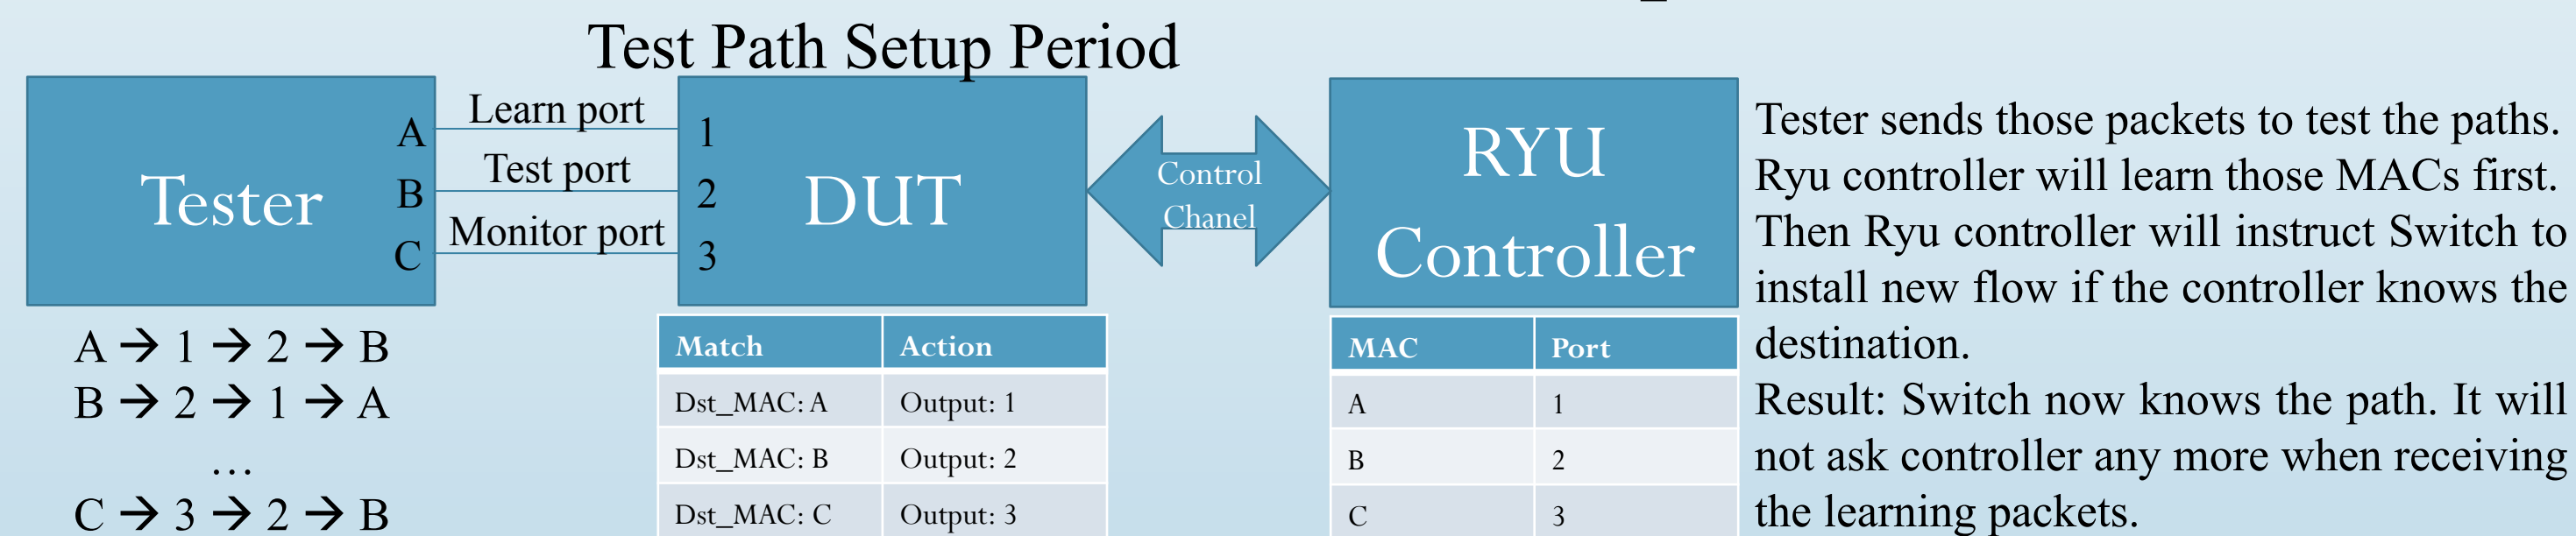 Test Path Setup Period
Tester
A
B
C
Learn port
Test port
Monitor port
1
2
3
DUT
Control
Chanel
RYU
Controller
A → 1 → 2 → B
B → 2 → 1 → A
…
C → 3 → 2 → B
Match Action
Dst_MAC: A Output: 1
Dst_MAC: B Output: 2
Dst_MAC: C Output: 3
MAC Port
A 1
B 2
C 3
Tester sends those packets to test the paths.
Ryu controller will learn those MACs first.
Then Ryu controller will instruct Switch to
install new flow if the controller knows the
destination.
Result: Switch now knows the path. It will
not ask controller any more when receiving
the learning packets.